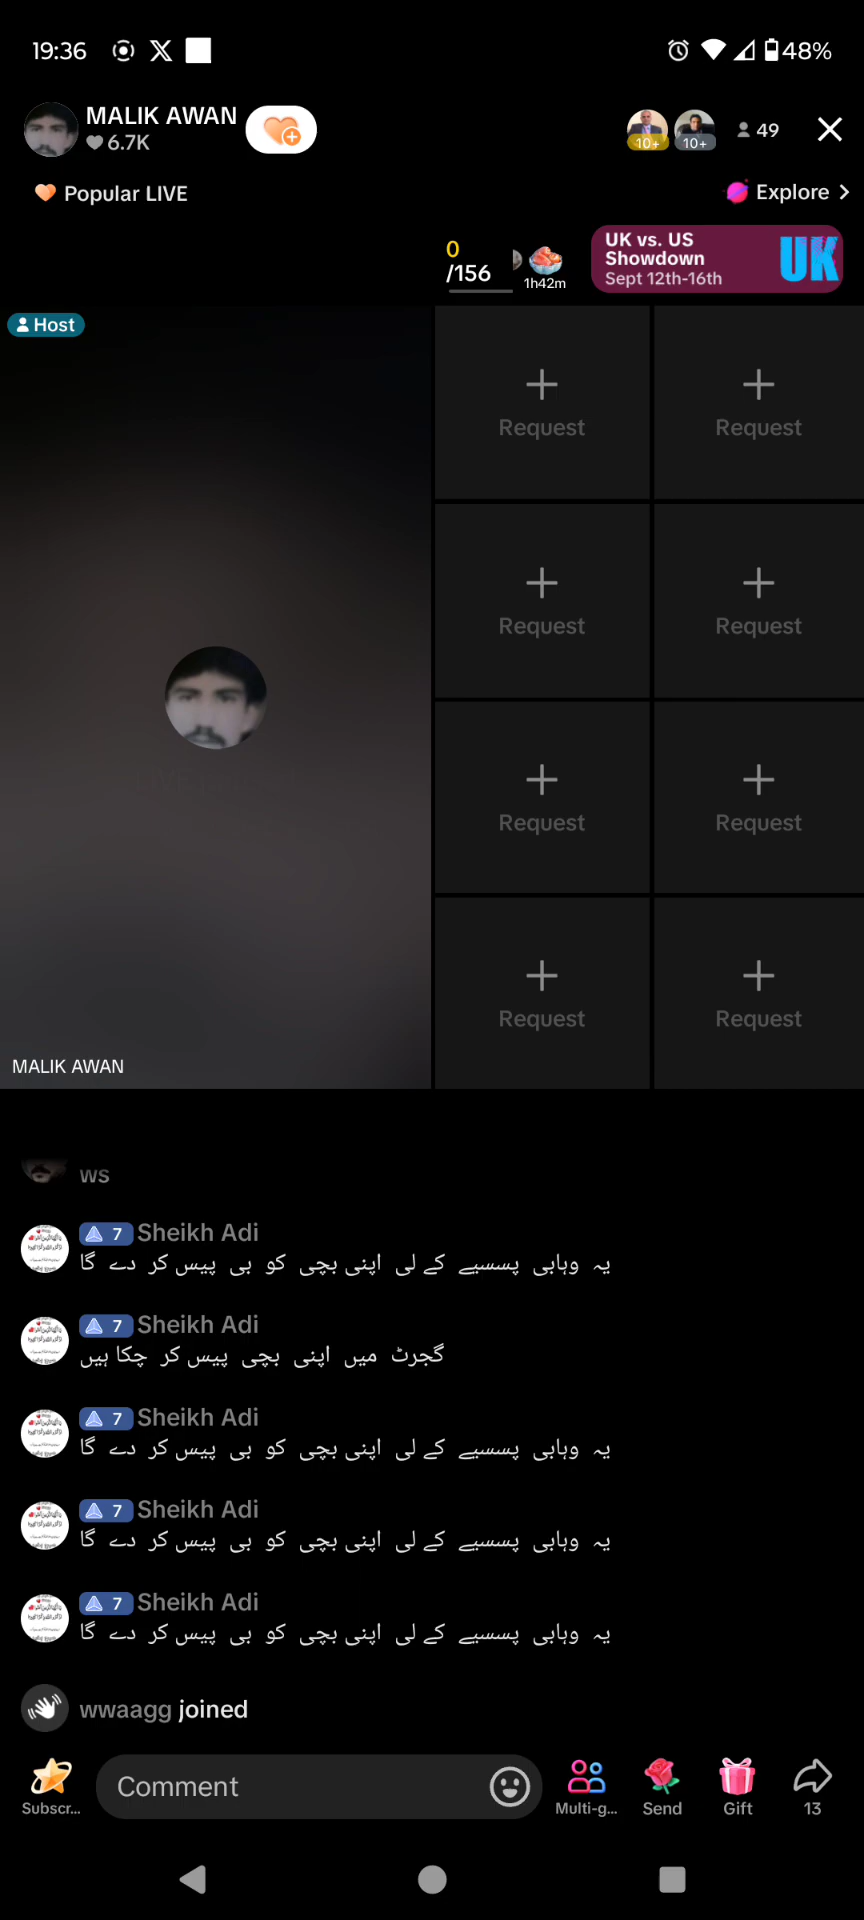 19:36
48%
MALIK AWAN
6.7K
10+
10+
49
Popular LIVE
Explore
0
/156
1h42m
UK vs. US
Showdown
Sept 12th-16th
UK
Host
Request
Request
Request
Request
Request
Request
Request
Request
MALIK AWAN
ws
7 Sheikh Adi
یہ وہابی پسسیے کے لی اپنی بچی کو بی پیس کر دے گا
7 Sheikh Adi
گجرٹ میں اپنی بچی پیس کر چکا ہیں
7 Sheikh Adi
یہ وہابی پسسیے کے لی اپنی بچی کو بی پیس کر دے گا
7 Sheikh Adi
یہ وہابی پسسیے کے لی اپنی بچی کو بی پیس کر دے گا
7 Sheikh Adi
یہ وہابی پسسیے کے لی اپنی بچی کو بی پیس کر دے گا
wwaagg joined
Comment
Subscr...
Multi-g...
Send
Gift
13